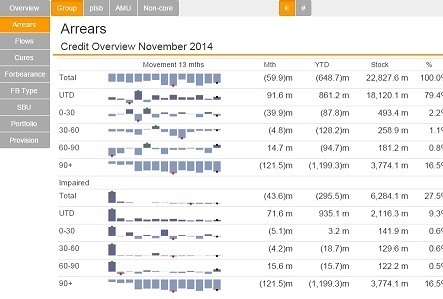 Overview Group ptsb AMU Non-core € #
Arrears
Flows
Cures
Forbearance
FB Type
SBU
Portfolio
Provision
Arrears
Credit Overview November 2014
Movement 13 mths Mth YTD Stock %
Total (59.9)m (648.7)m 22,827.6 m 100.0%
UTD 91.6 m 861.2 m 18,120.1 m 79.4%
0-30 (39.9)m (87.8)m 493.4 m 2.2%
30-60 (4.8)m (128.2)m 258.9 m 1.1%
60-90 14.7 m (94.7)m 181.2 m 0.8%
90+ (121.5)m (1,199.3)m 3,774.1 m 16.5%
Impaired
Total (43.6)m (295.5)m 6,284.1 m 27.5%
UTD 71.6 m 935.1 m 2,116.3 m 9.3%
0-30 (5.1)m 3.2 m 141.9 m 0.6%
30-60 (4.2)m (18.7)m 129.6 m 0.6%
60-90 15.6 m (15.7)m 122.2 m 0.5%
90+ (121.5)m (1,199.3)m 3,774.1 m 16.5%